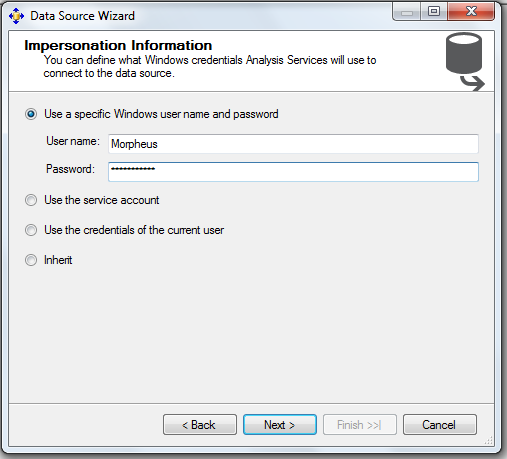 Data Source Wizard
Impersonation Information
You can define what Windows credentials Analysis Services will use to
connect to the data source.
Use a specific Windows user name and password
User name: Morpheus
Password: ***********
Use the service account
Use the credentials of the current user
Inherit
< Back Next > Finish >>| Cancel